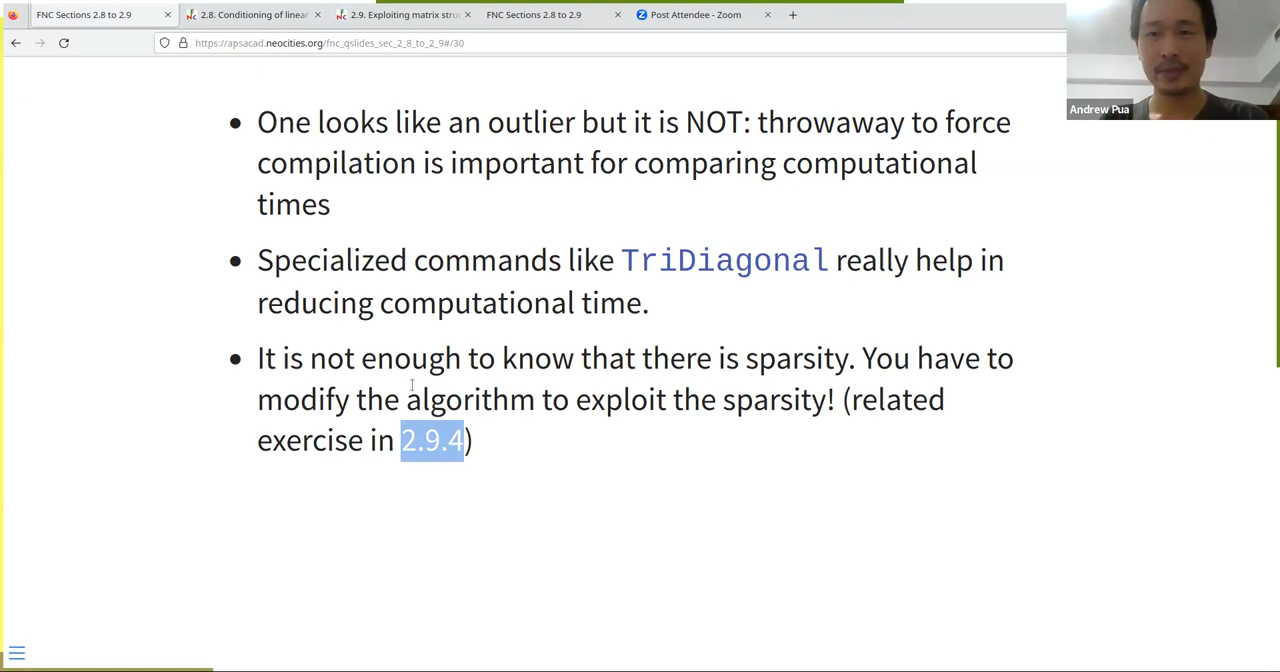 FNC Sections 2.8 to 2.9
2.8. Conditioning of linear
2.9. Exploiting matrix struc
FNC Sections 2.8 to 2.9
Post Attendee - Zoom
https://apsacad.neocities.org/fnc_qslides_sec_2_8_to_2_9#/30
Andrew Pua
• One looks like an outlier but it is NOT: throwaway to force
compilation is important for comparing computational
times
• Specialized commands like TriDiagonal really help in
reducing computational time.
• It is not enough to know that there is sparsity. You have to
modify the algorithm to exploit the sparsity! (related
exercise in 2.9.4)